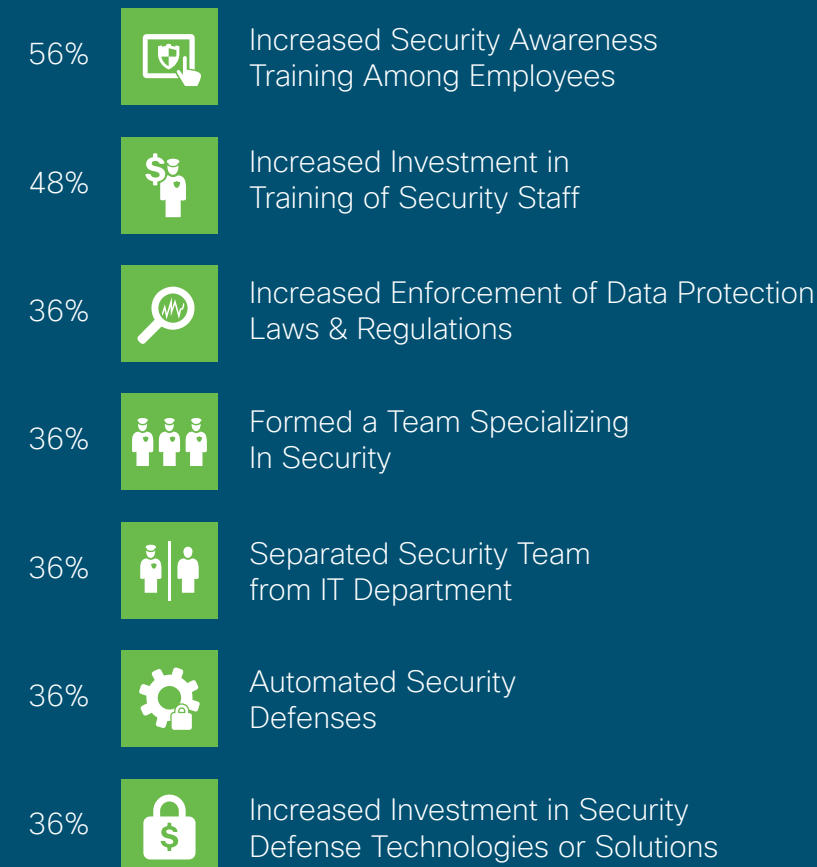 56%
Increased Security Awareness
Training Among Employees
48%
Increased Investment in
Training of Security Staff
36%
Increased Enforcement of Data Protection
Laws & Regulations
36%
Formed a Team Specializing
In Security
36%
Separated Security Team
from IT Department
36%
Automated Security
Defenses
36%
Increased Investment in Security
Defense Technologies or Solutions